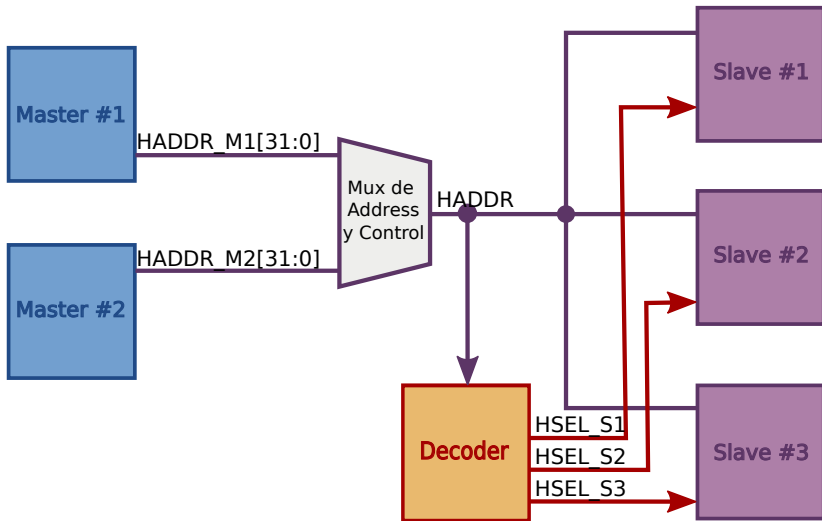 Master #1
HADDR_M1[31:0]
Master #2
HADDR_M2[31:0]
Mux de
Address
y Control
HADDR
Slave #1
Slave #2
Slave #3
Decoder
HSEL_S1
HSEL_S2
HSEL_S3